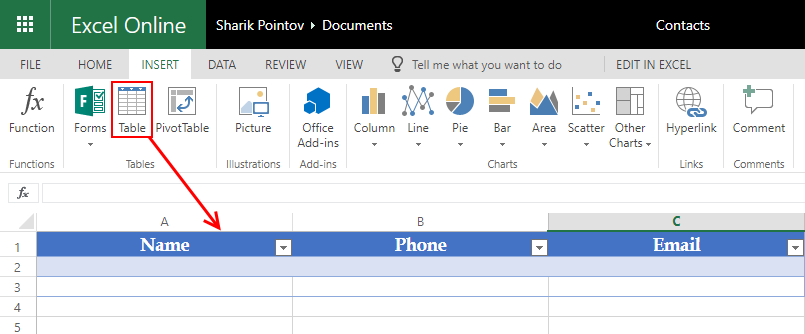 Excel Online Sharik Pointov Documents Contacts
FILE HOME INSERT DATA REVIEW VIEW Tell me what you want to do EDIT IN EXCEL
fx F
Function Forms Table PivotTable Picture Office Add-ins Column Line Pie Bar Area Scatter Other Charts Hyperlink Comment
Functions Tables Illustrations Add-ins Charts Links Comments
fx
A B C
1 Name Phone Email
2
3
4
5